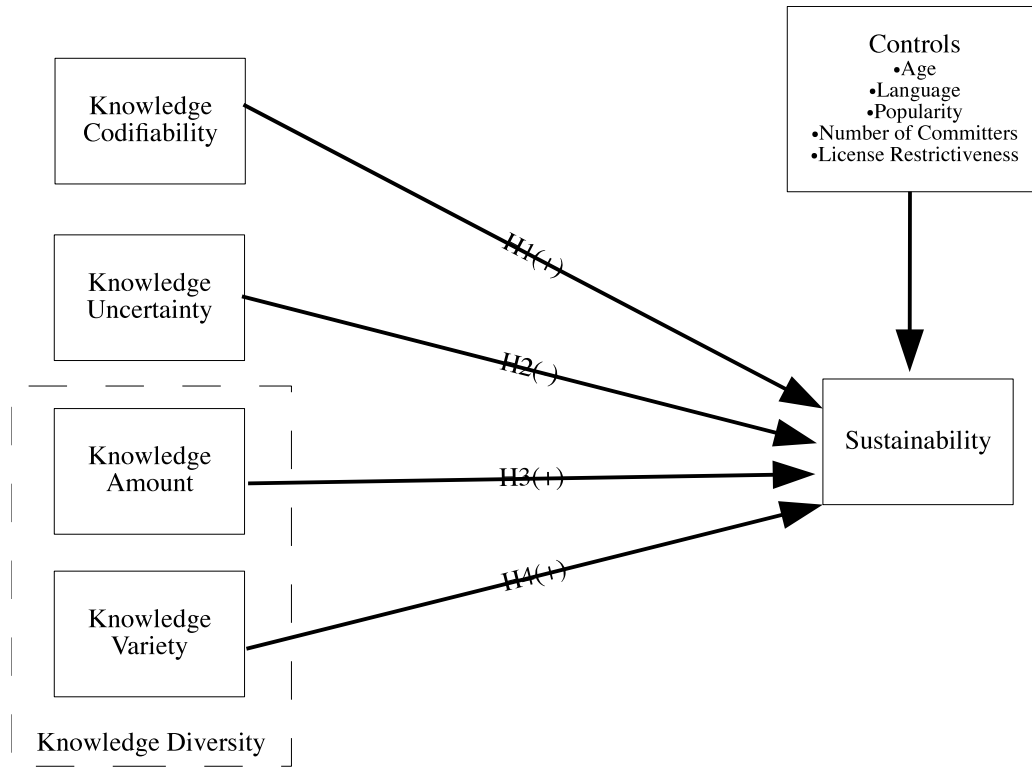 Controls
•Age
•Language
•Popularity
•Number of Committers
•License Restrictiveness
Knowledge
Codifiability
H1(+)
Knowledge
Uncertainty
H2(-)
Knowledge
Amount
H3(+)
Sustainability
Knowledge
Variety
H4(+)
Knowledge Diversity